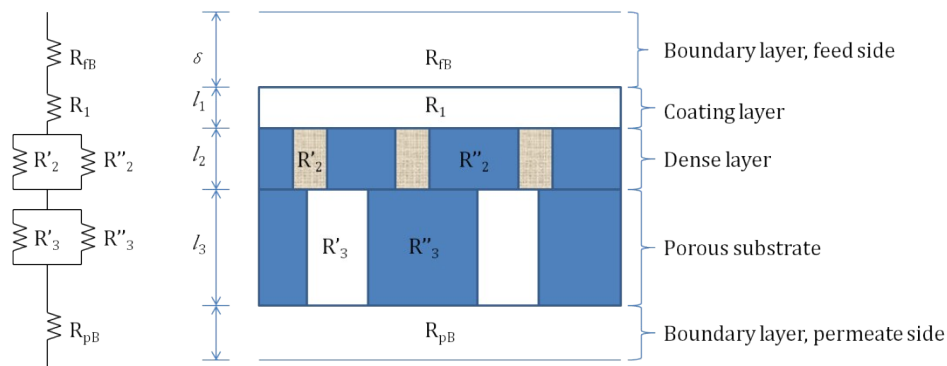 δ
R_fB
R_fB
Boundary layer, feed side
R_1
l_1
R_1
Coating layer
R'_2
R"_2
l_2
R'_2
R"_2
Dense layer
R'_3
R"_3
l_3
R'_3
R"_3
Porous substrate
R_pB
R_pB
Boundary layer, permeate side